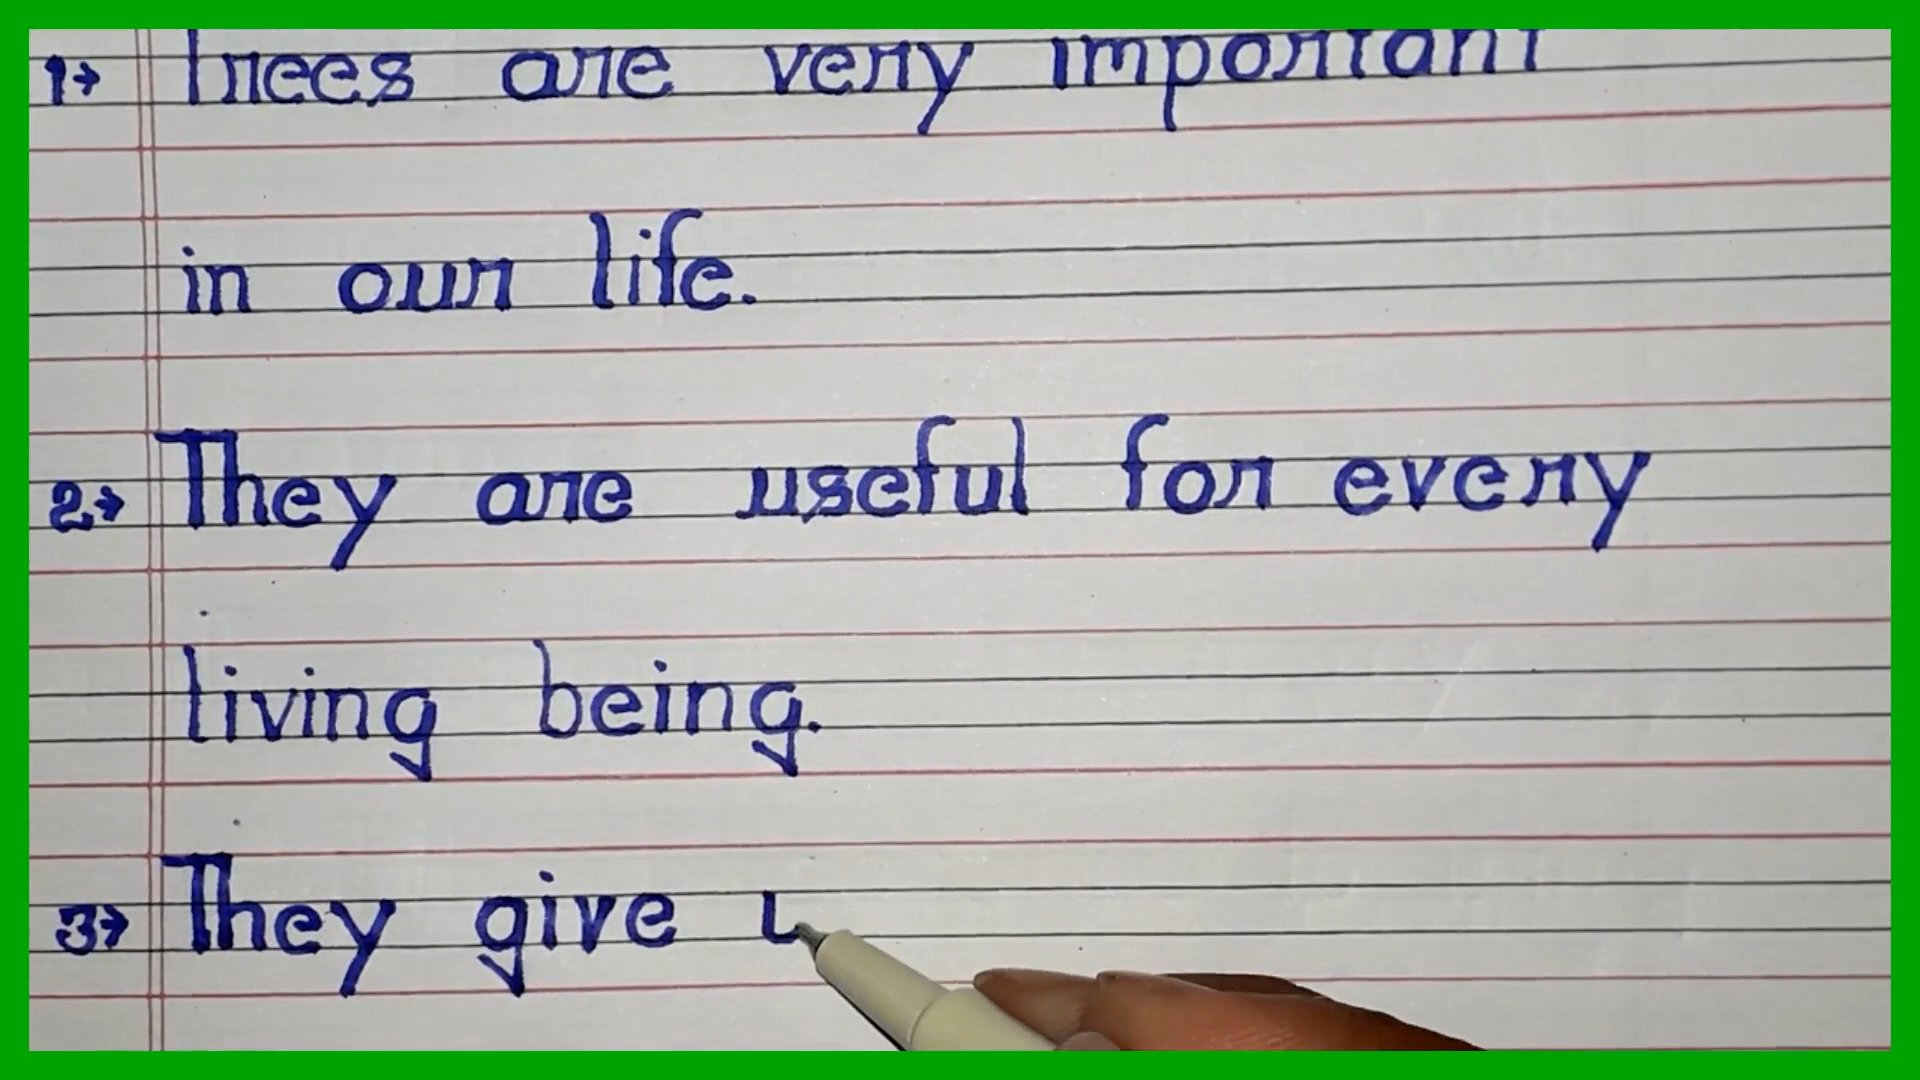 1→ Trees are very important
in our life.
2→ They are useful for every
living being.
3→ They give